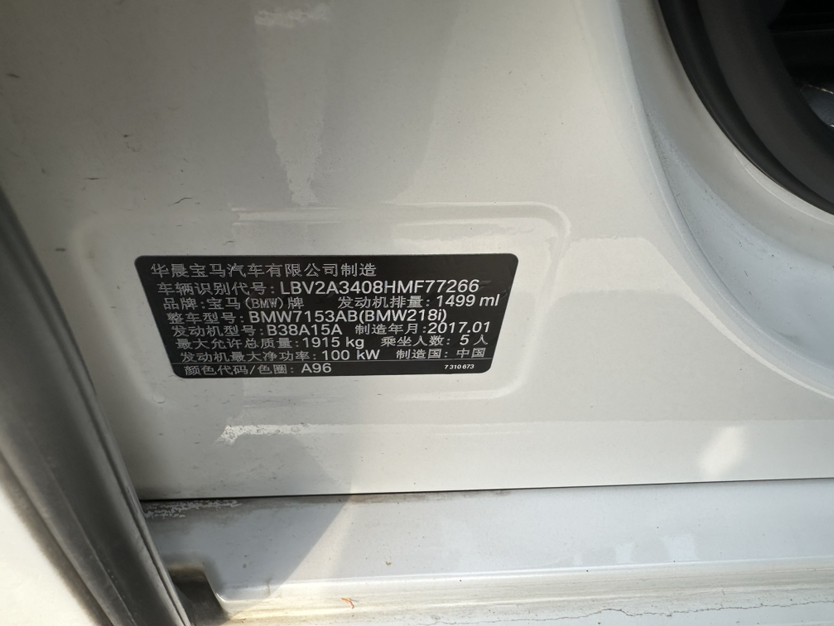 华晨宝马汽车有限公司制造
车辆识别代号: LBV2A3408HMF77266
品牌: 宝马(BMW)牌 发动机排量: 1499 ml
整车型号: BMW7153AB(BMW218i)
发动机型号: B38A15A 制造年月: 2017.01
最大允许总质量: 1915 kg 乘坐人数: 5 人
发动机最大净功率: 100 kW 制造国: 中国
颜色代码/色圈: A96 7 310 673